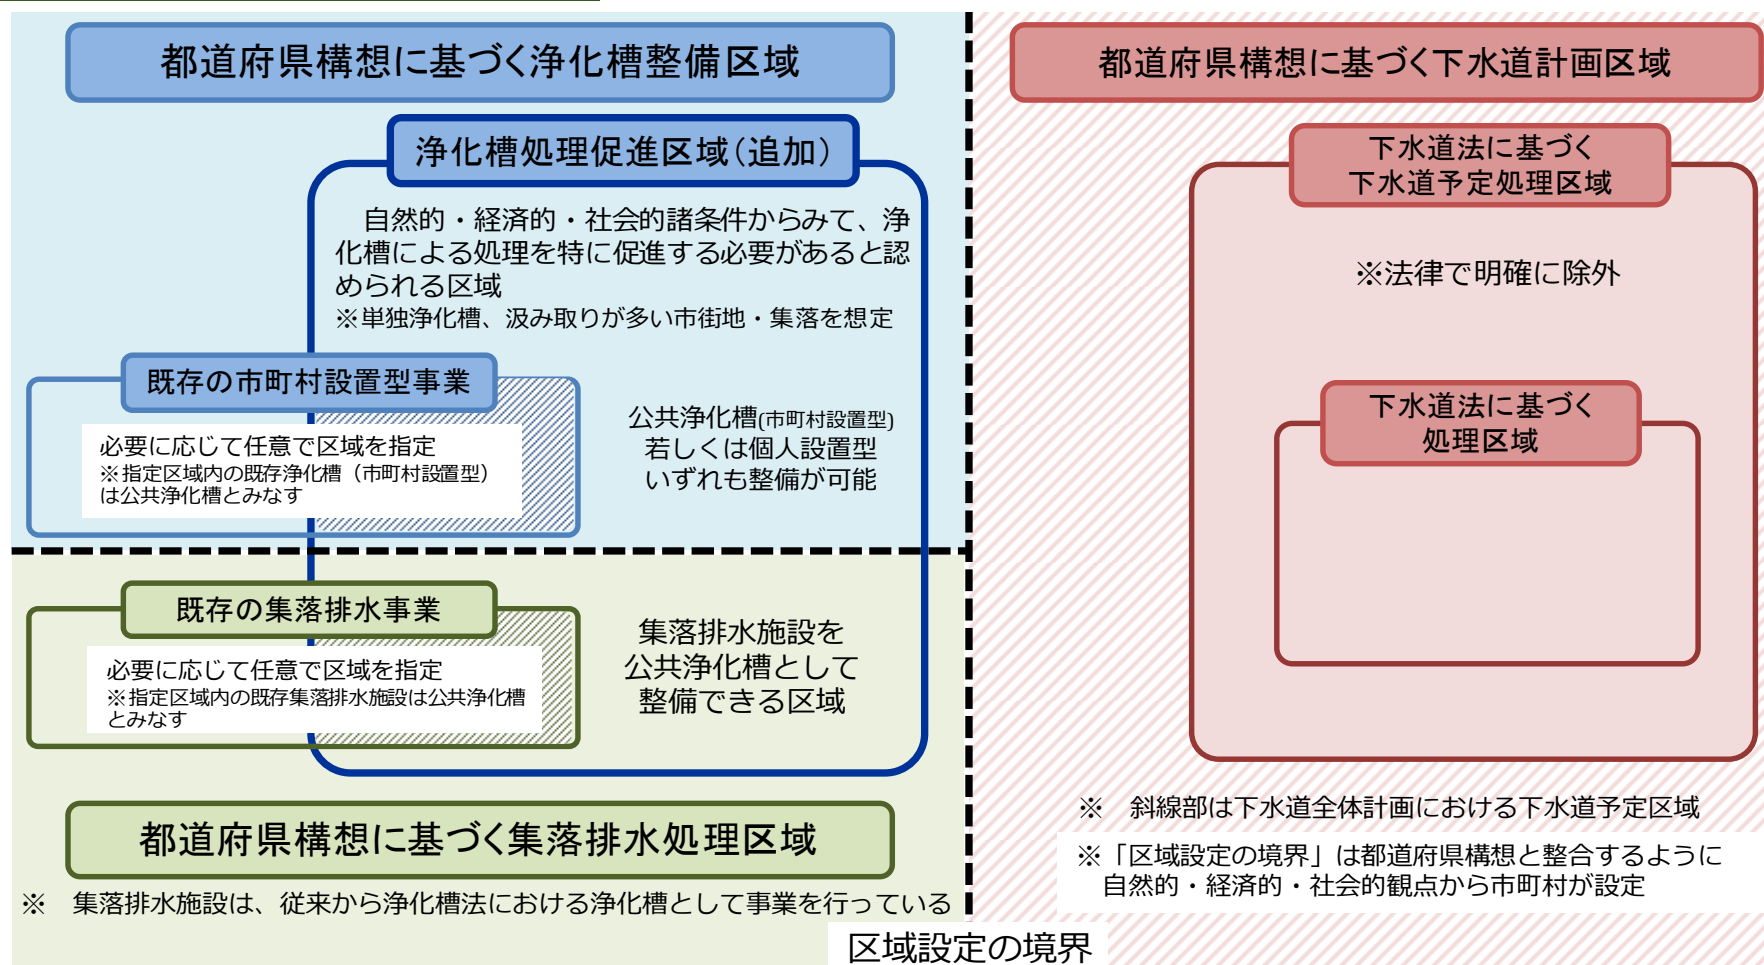 都道府県構想に基づく浄化槽整備区域
浄化槽処理促進区域（追加）
自然的・経済的・社会的諸条件からみて、浄
化槽による処理を特に促進する必要があると認
められる区域
※単独浄化槽、汲み取りが多い市街地・集落を想定
既存の市町村設置型事業
必要に応じて任意で区域を指定
※指定区域内の既存浄化槽（市町村設置型）
は公共浄化槽とみなす
公共浄化槽(市町村設置型)
若しくは個人設置型
いずれも整備が可能
既存の集落排水事業
必要に応じて任意で区域を指定
※指定区域内の既存集落排水施設は公共浄化槽
とみなす
集落排水施設を
公共浄化槽として
整備できる区域
都道府県構想に基づく集落排水処理区域
※　集落排水施設は、従来から浄化槽法における浄化槽として事業を行っている
都道府県構想に基づく下水道計画区域
下水道法に基づく
下水道予定処理区域
※法律で明確に除外
下水道法に基づく
処理区域
※　斜線部は下水道全体計画における下水道予定区域
※「区域設定の境界」は都道府県構想と整合するように
自然的・経済的・社会的観点から市町村が設定
区域設定の境界